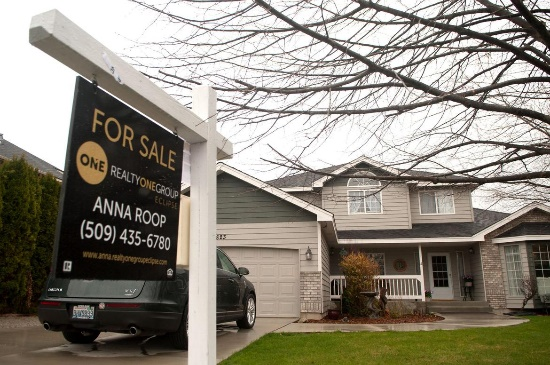 FOR SALE
ONE
REALTYONEGROUP
ECLIPSE
ANNA ROOP
(509) 435-6780
www.anna.realtyonegroupeclipse.com